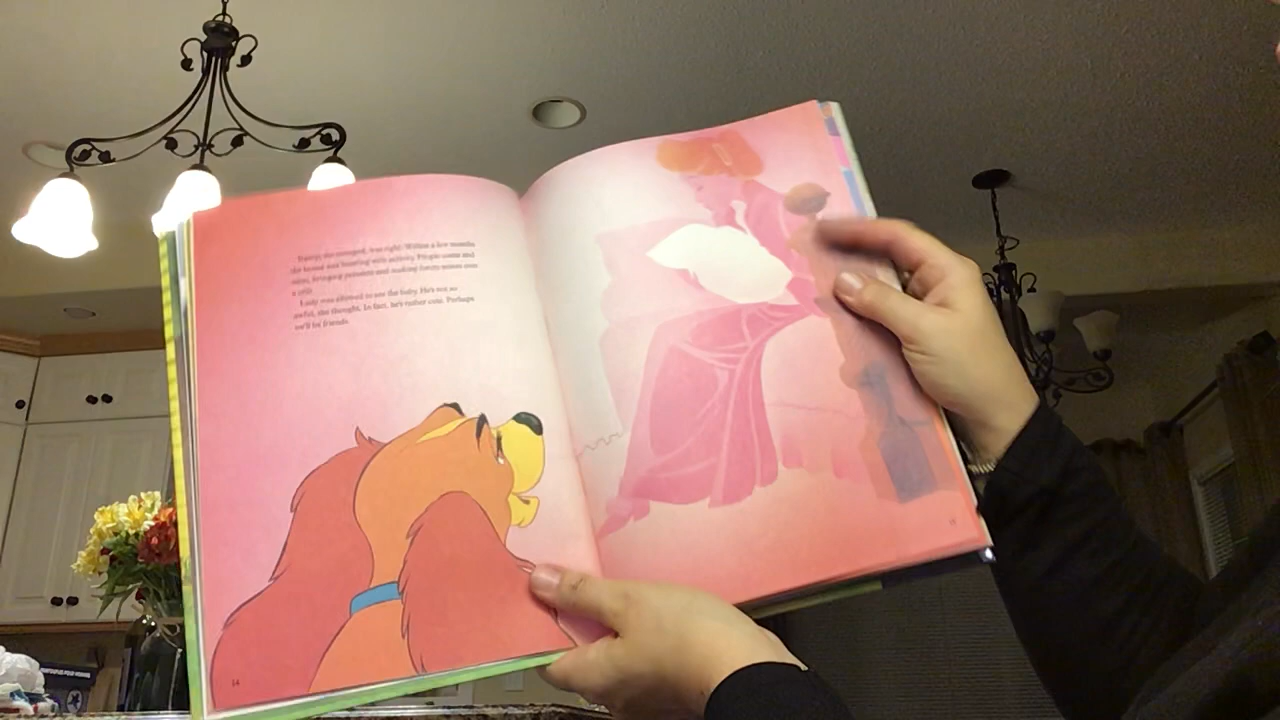 Tramp, she mused, was right! Within a few months
the house was bustling with activity. People came and
went, bringing presents and making funny noises over
a crib.
Lady was allowed to see the baby. He's not so
awful, she thought. In fact, he's rather cute. Perhaps
we'll be friends.
14